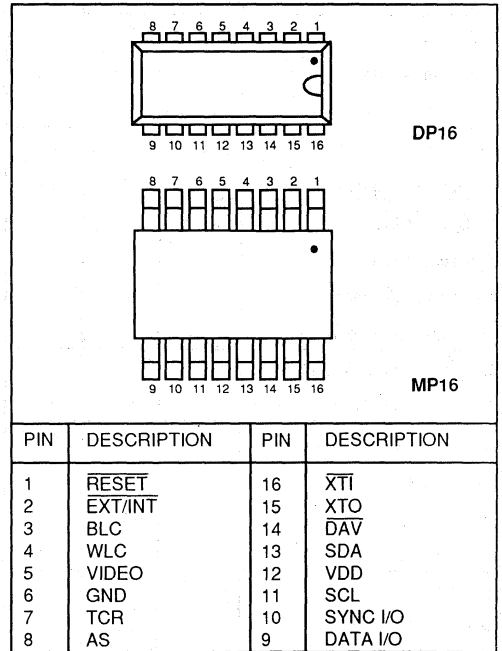 8 7 6 5 4 3 2 1
9 10 11 12 13 14 15 16
DP16
8 7 6 5 4 3 2 1
9 10 11 12 13 14 15 16
MP16
PIN DESCRIPTION PIN DESCRIPTION
1 RESET 16 XTI
2 EXT/INT 15 XTO
3 BLC 14 DAV
4 WLC 13 SDA
5 VIDEO 12 VDD
6 GND 11 SCL
7 TCR 10 SYNC I/O
8 AS 9 DATA I/O